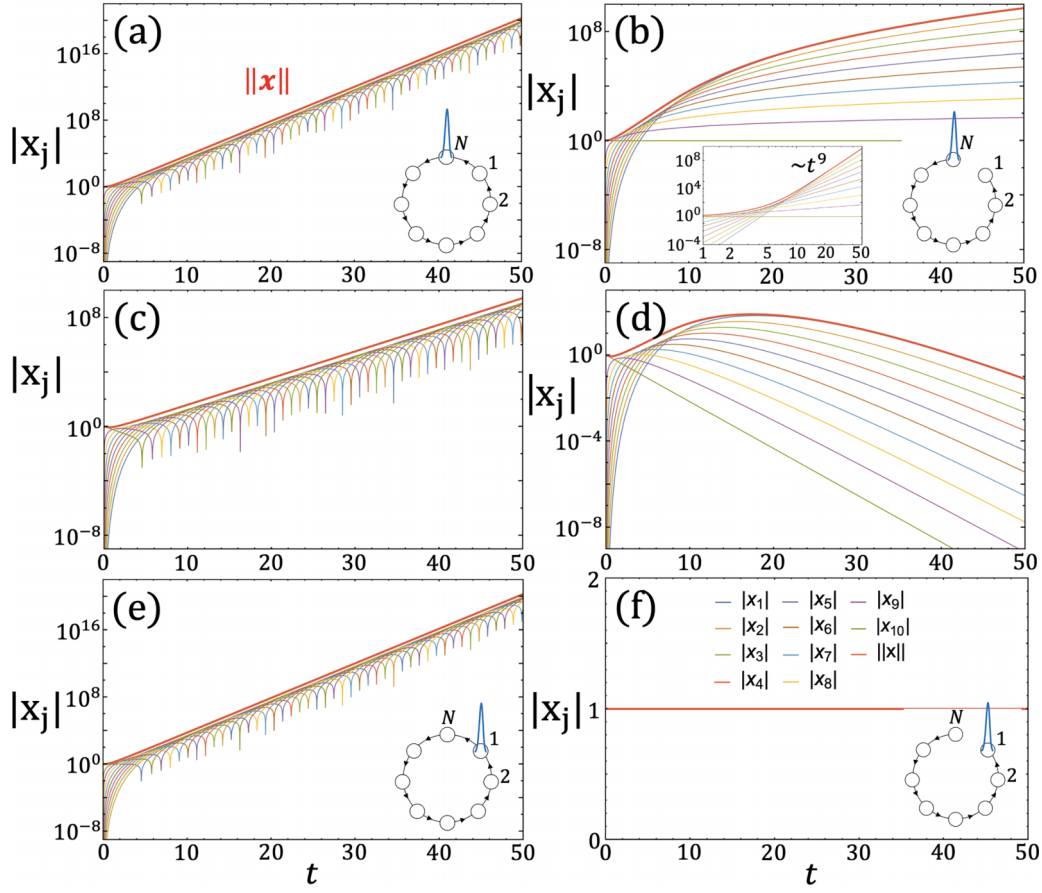 (a)
10^16
10^8
10^0
10^-8
|x_j|
||x||
N
1
2
0 10 20 30 40 50
(b)
10^8
10^0
10^-4
|x_j|
~t^9
10^8
10^4
10^0
10^-4
1 2 5 10 20 50
N
1
2
0 10 20 30 40 50
(c)
10^8
10^0
10^-8
|x_j|
0 10 20 30 40 50
(d)
10^0
10^-4
10^-8
|x_j|
0 10 20 30 40 50
(e)
10^16
10^8
10^0
10^-8
|x_j|
N
1
2
0 10 20 30 40 50
t
(f)
2
1
0
|x_j|
|x_1| |x_5| |x_9|
|x_2| |x_6| |x_10|
|x_3| |x_7| ||x||
|x_4| |x_8|
N
1
2
0 10 20 30 40 50
t